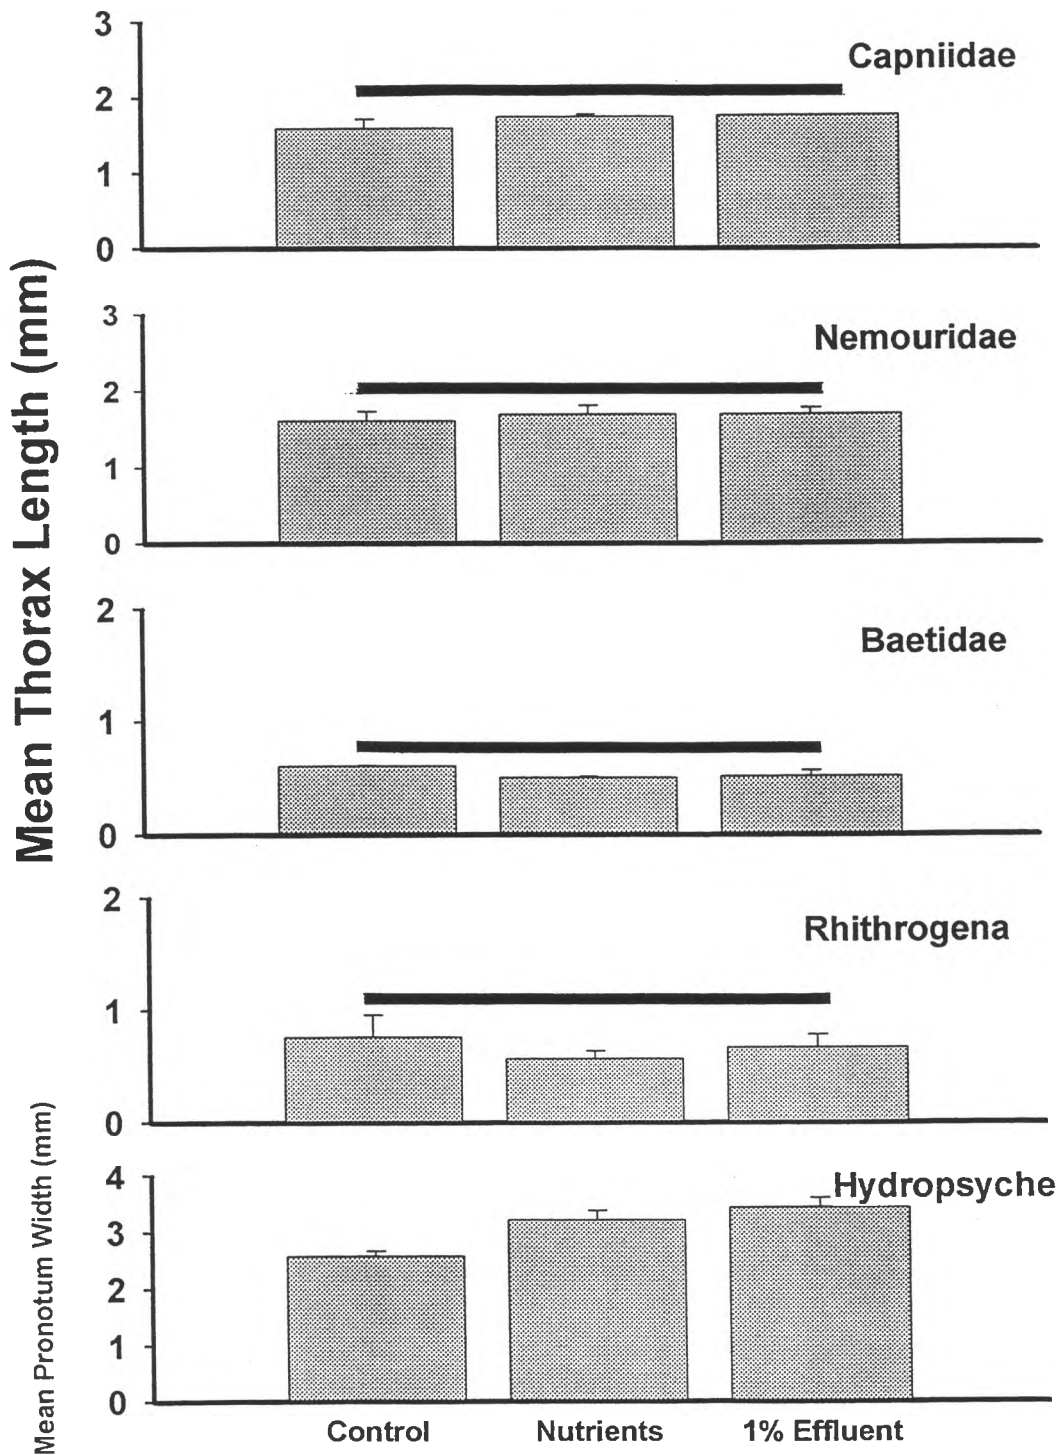 Mean Thorax Length (mm)
3
2
1
0
Capniidae
3
2
1
0
Nemouridae
2
1
0
Baetidae
2
1
0
Rhithrogena
Mean Pronotum Width (mm)
4
3
2
1
0
Hydropsyche
Control Nutrients 1% Effluent